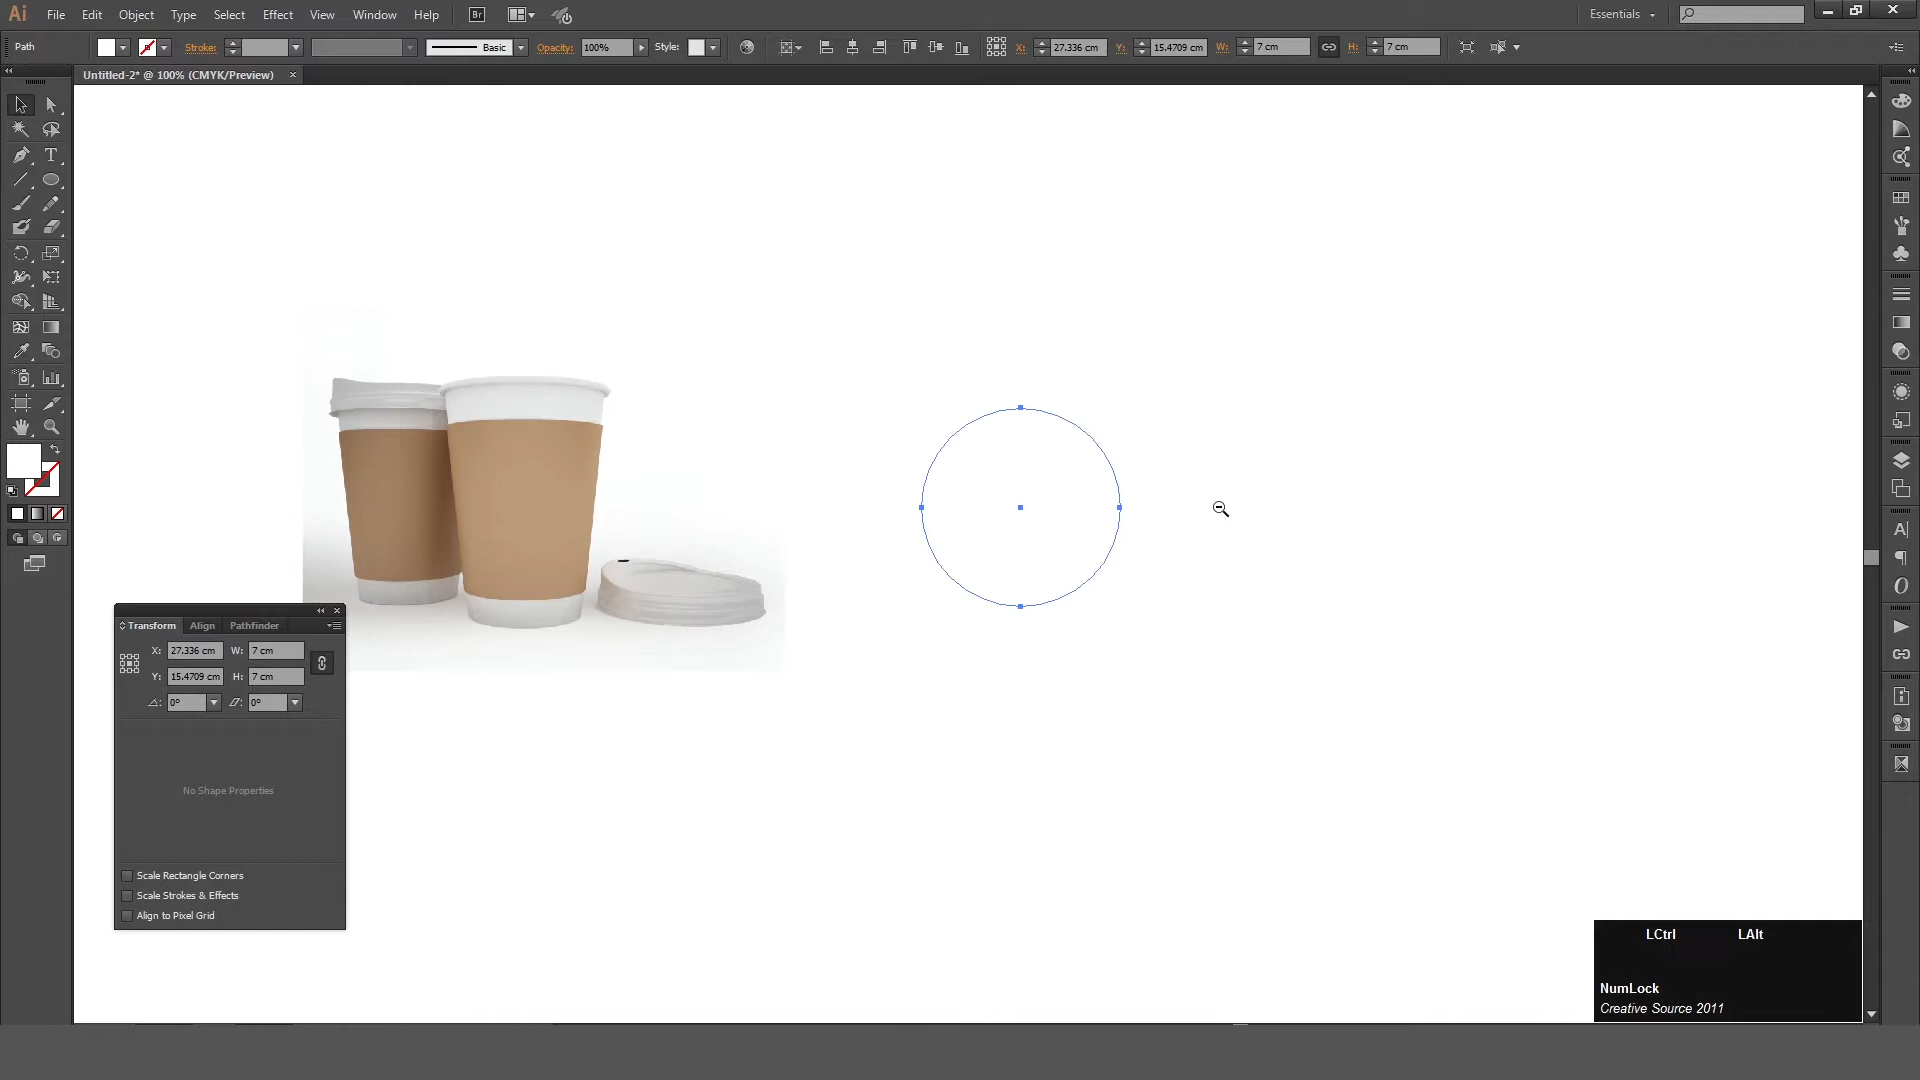 Ai File Edit Object Type Select Effect View Window Help Br Essentials
Path Stroke: Basic Opacity: 100% Style: X: 27.336 cm Y: 15.4709 cm W: 7 cm H: 7 cm
Untitled-2* @ 100% (CMYK/Preview)
Transform Align Pathfinder
X: 27.336 cm W: 7 cm
Y: 15.4709 cm H: 7 cm
0° 0°
No Shape Properties
Scale Rectangle Corners
Scale Strokes & Effects
Align to Pixel Grid
LCtrl LAlt
NumLock
Creative Source 2011